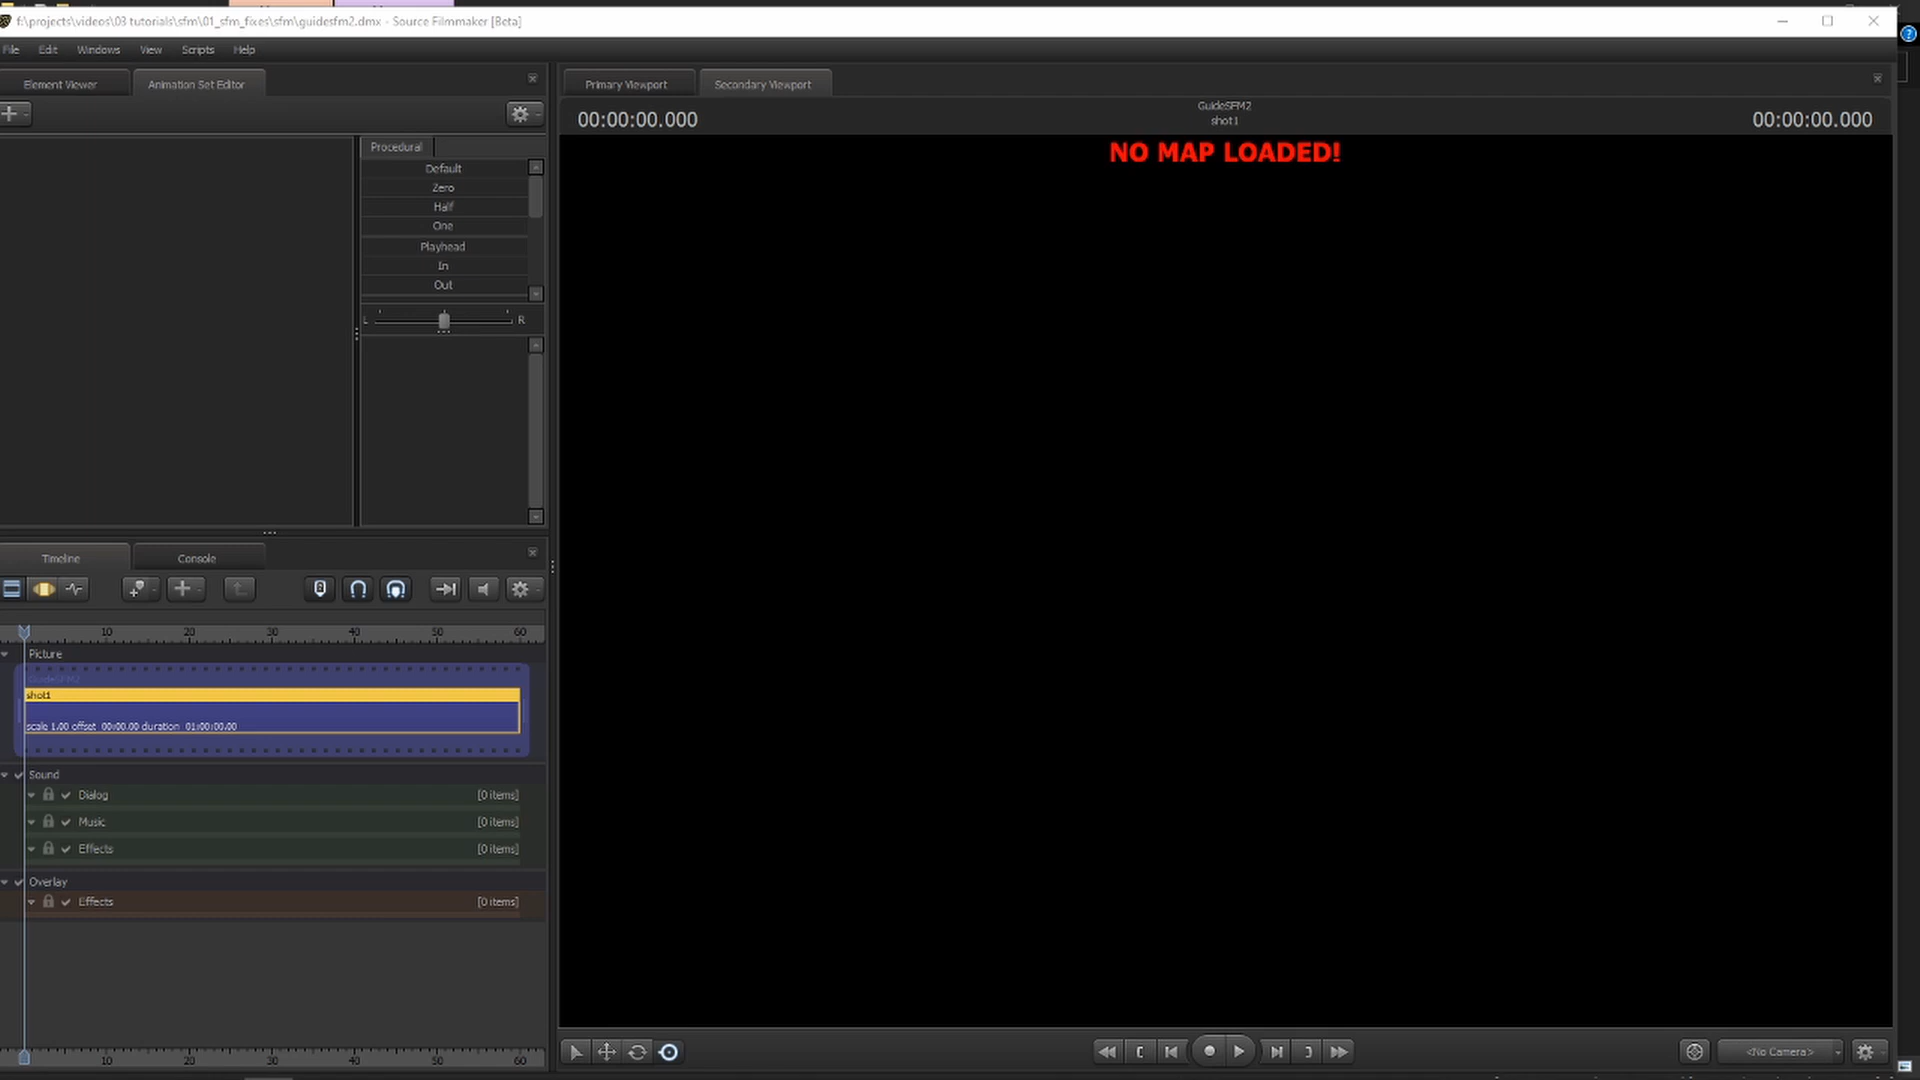 f:\projects\videos\03 tutorials\sfm\01_sfm_fixes\sfm\guidesfm2.dmx - Source Filmmaker [Beta]
File Edit Windows View Scripts Help
Element Viewer Animation Set Editor
Primary Viewport Secondary Viewport
00:00:00.000
GuideSFM2
shot1
00:00:00.000
NO MAP LOADED!
Procedural
Default
Zero
Half
One
Playhead
In
Out
L R
Timeline Console
10 20 30 40 50 60
Picture
GuideSFM2
shot1
scale 1.00 offset 00:00.00 duration 01:00:00.00
Sound
Dialog [0 items]
Music [0 items]
Effects [0 items]
Overlay
Effects [0 items]
10 20 30 40 50 60
<No Camera>